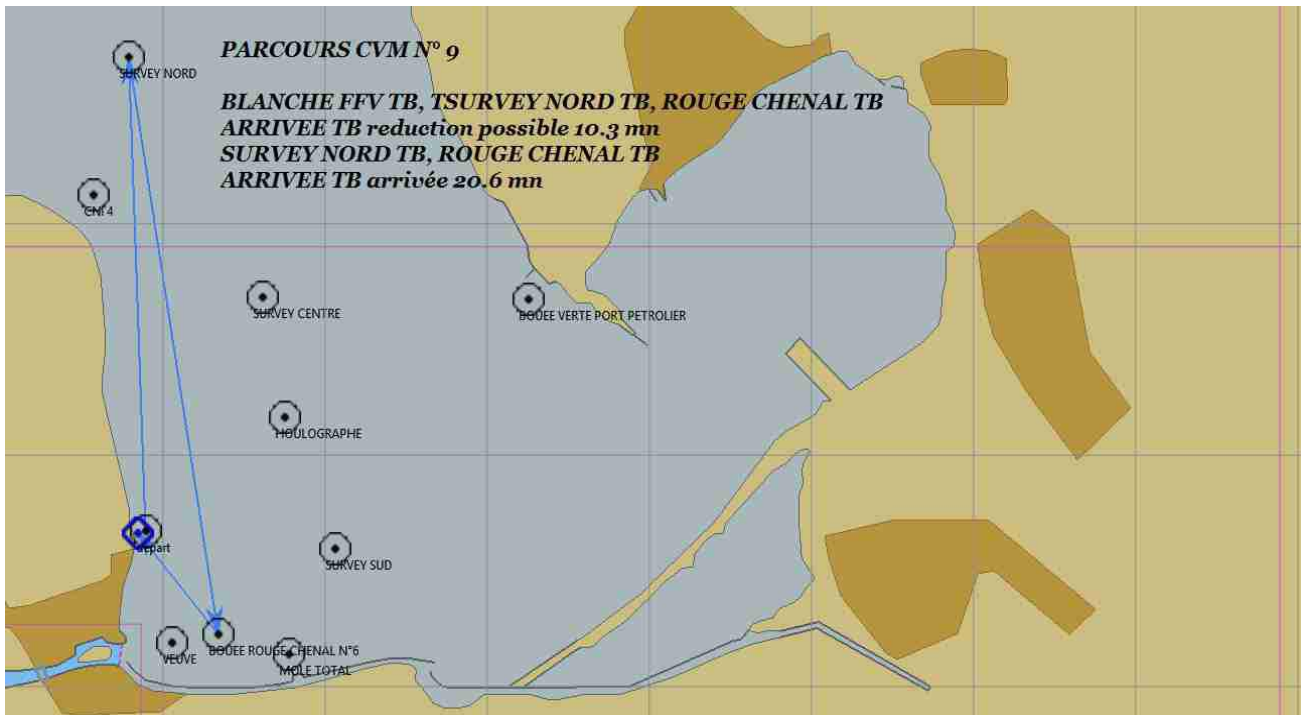 PARCOURS CVM N° 9
BLANCHE FFV TB, TSURVEY NORD TB, ROUGE CHENAL TB
ARRIVEE TB reduction possible 10.3 mn
SURVEY NORD TB, ROUGE CHENAL TB
ARRIVEE TB arrivée 20.6 mn
SURVEY NORD
CNI 4
SURVEY CENTRE
BOUEE VERTE PORT PETROLIER
HOULOGRAPHE
depart
SURVEY SUD
BOUEE ROUGE CHENAL N°6
VEUVE
MOLE TOTAL